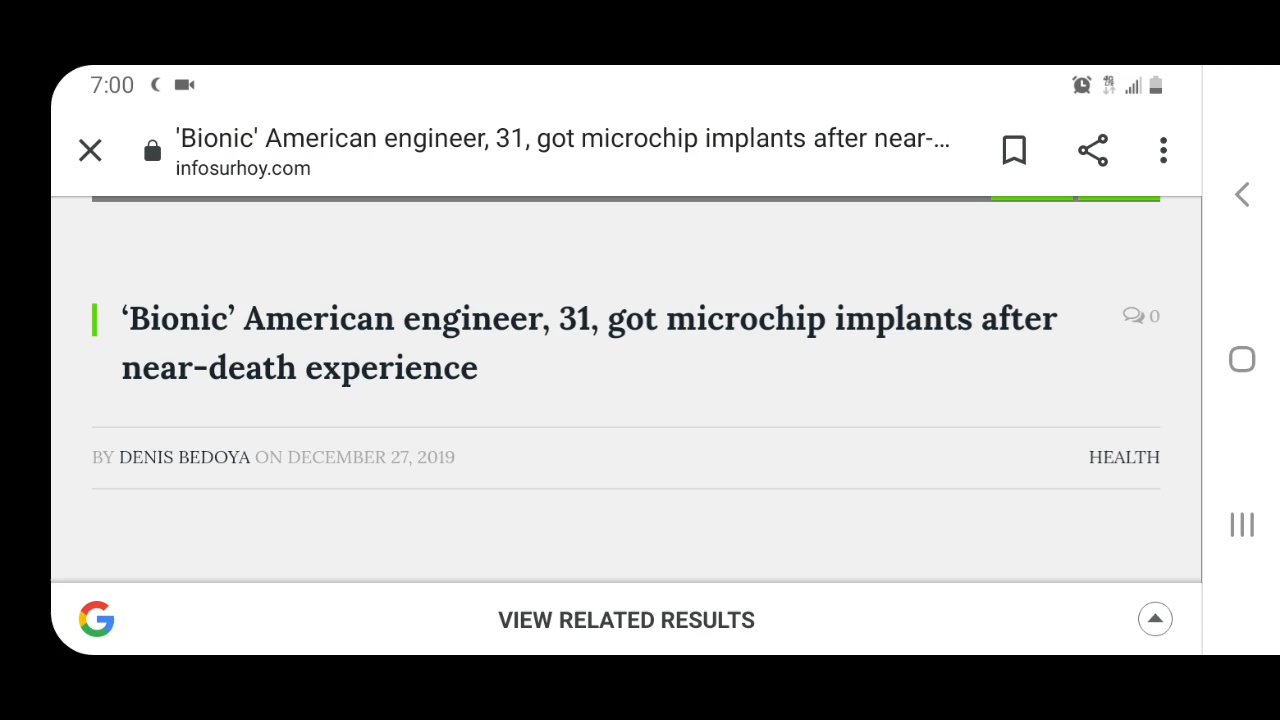 7:00
'Bionic' American engineer, 31, got microchip implants after near-...
infosurhoy.com
‘Bionic’ American engineer, 31, got microchip implants after
near-death experience
0
BY DENIS BEDOYA ON DECEMBER 27, 2019
HEALTH
VIEW RELATED RESULTS